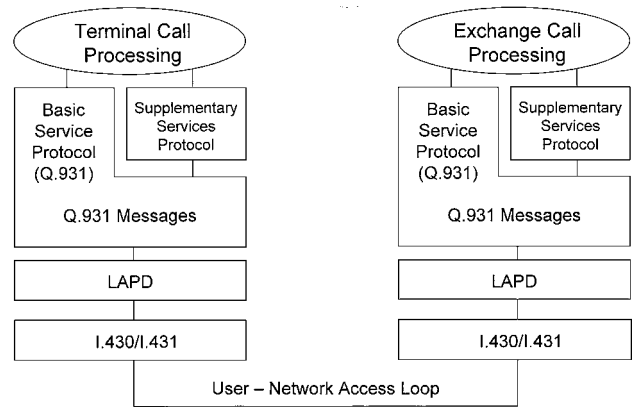 Terminal Call
Processing
Exchange Call
Processing
Basic
Service
Protocol
(Q.931)
Supplementary
Services
Protocol
Q.931 Messages
Basic
Service
Protocol
(Q.931)
Supplementary
Services
Protocol
Q.931 Messages
LAPD
LAPD
I.430/I.431
I.430/I.431
User – Network Access Loop